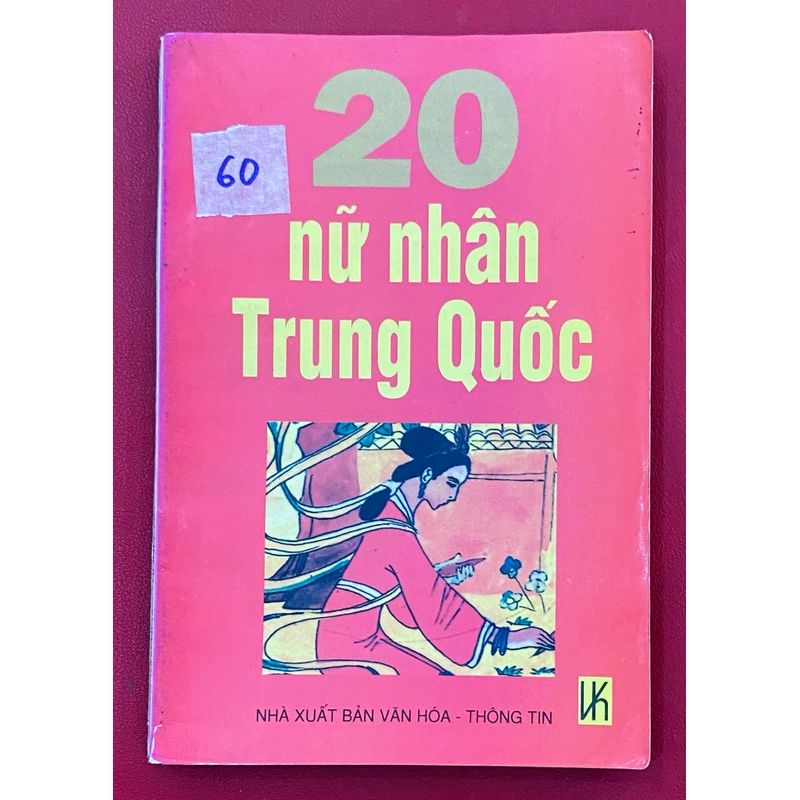 20
60
nữ nhân
Trung Quốc
NHÀ XUẤT BẢN VĂN HÓA - THÔNG TIN